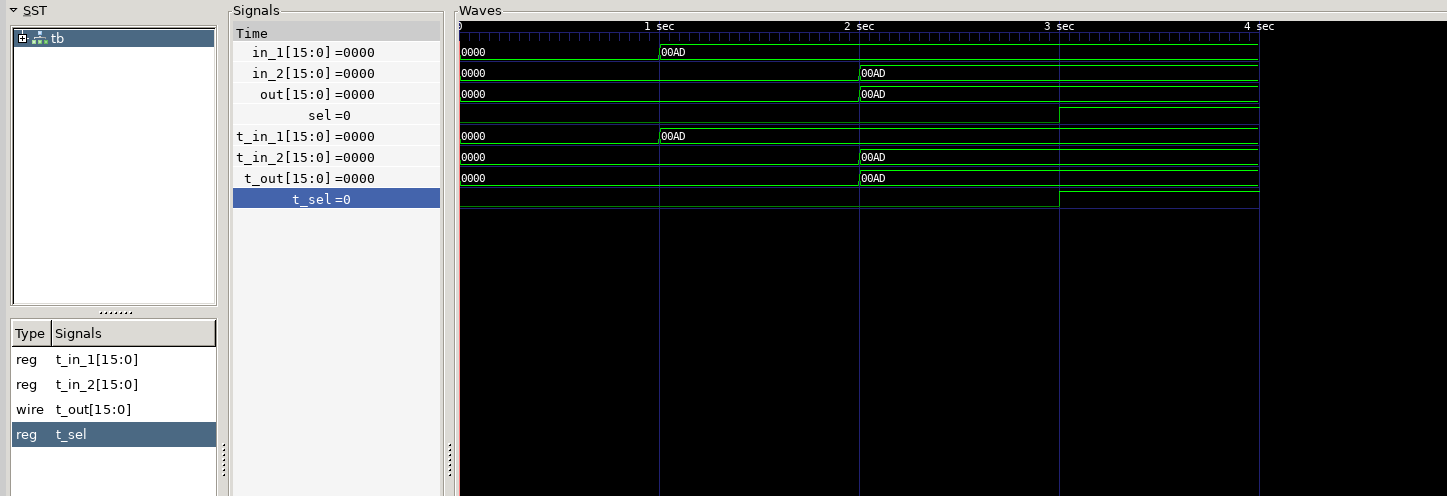 SST
tb
Type Signals
reg t_in_1[15:0]
reg t_in_2[15:0]
wire t_out[15:0]
reg t_sel
Signals
Time
in_1[15:0] =0000
in_2[15:0] =0000
out[15:0] =0000
sel =0
t_in_1[15:0] =0000
t_in_2[15:0] =0000
t_out[15:0] =0000
t_sel =0
Waves
0 1 sec 2 sec 3 sec 4 sec
0000 00AD
0000 00AD
0000 00AD
0000 00AD
0000 00AD
0000 00AD